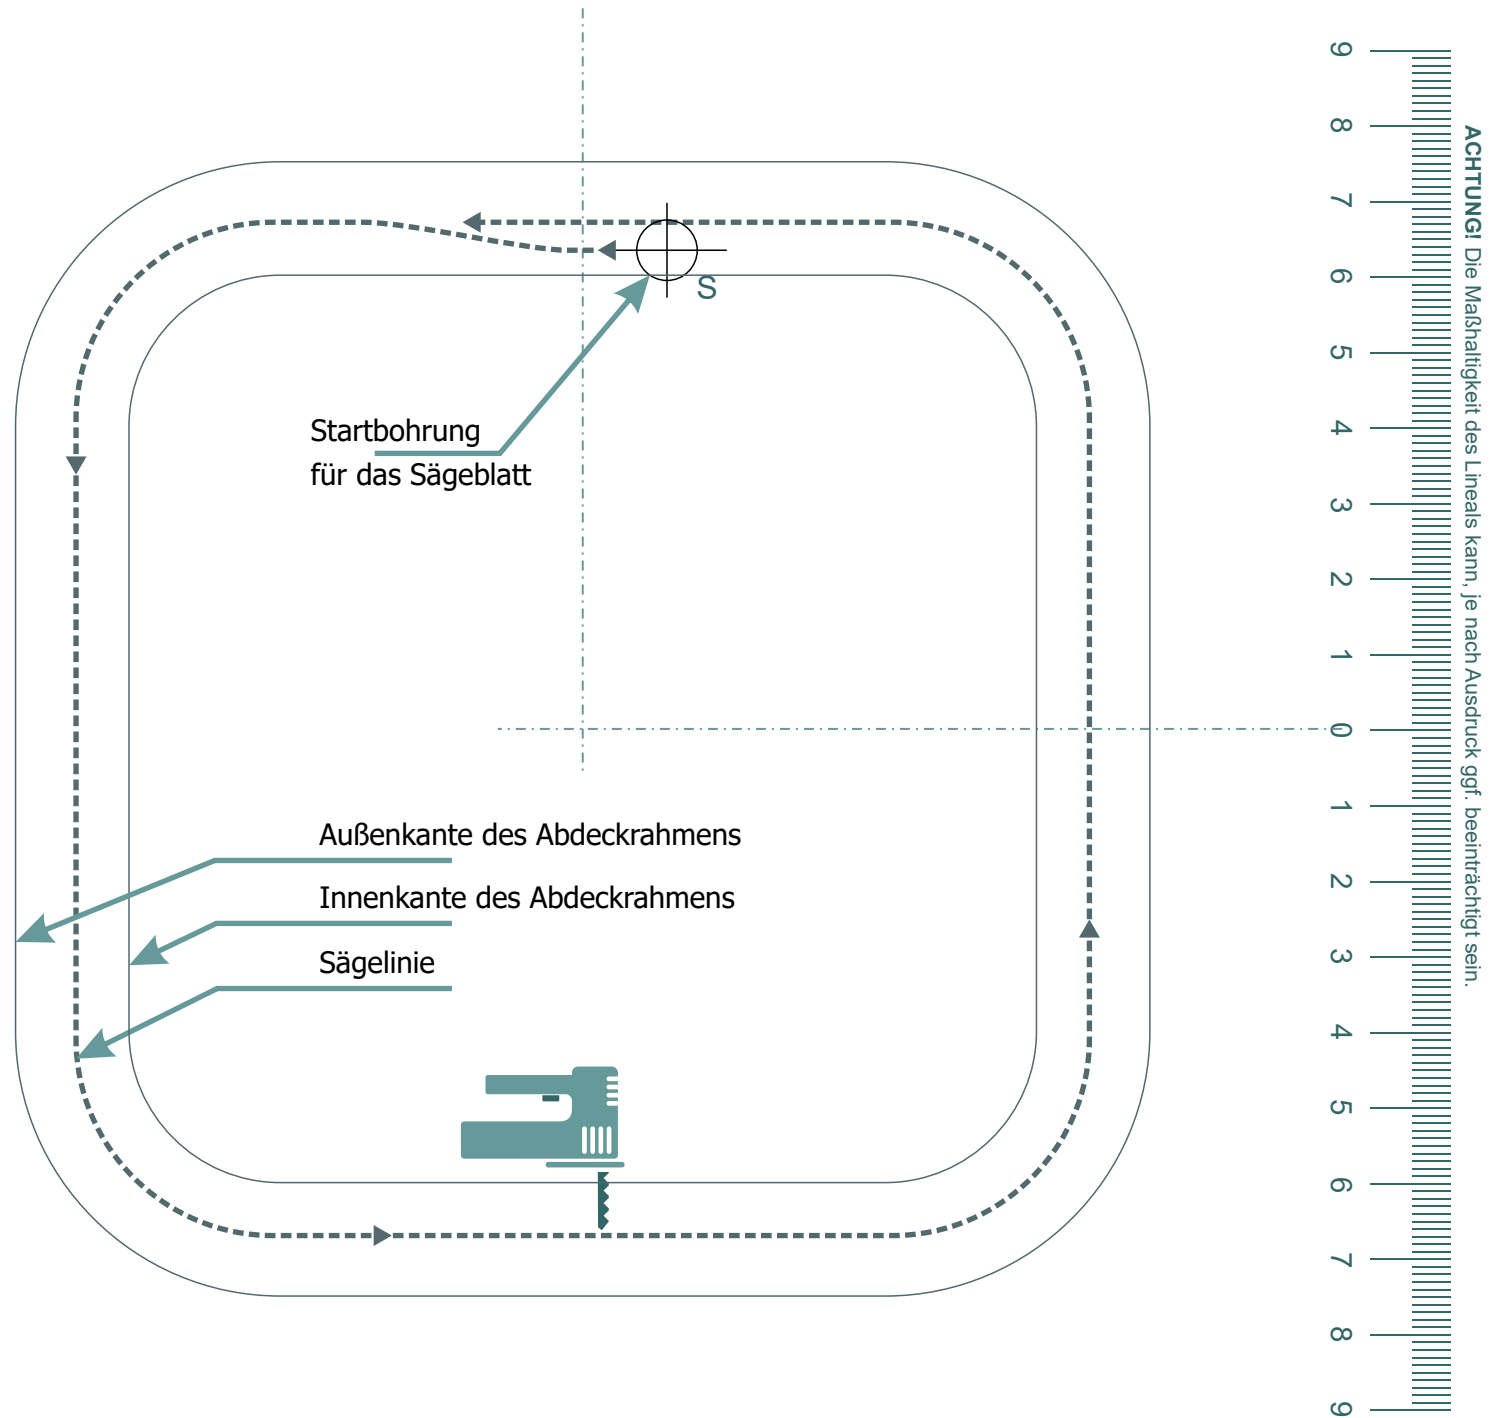 S
Startbohrung
für das Sägeblatt
Außenkante des Abdeckrahmens
Innenkante des Abdeckrahmens
Sägelinie
9
8
7
6
5
4
3
2
1
0
1
2
3
4
5
6
7
8
9
ACHTUNG! Die Maßhaltigkeit des Lineals kann, je nach Ausdruck ggf. beeinträchtigt sein.